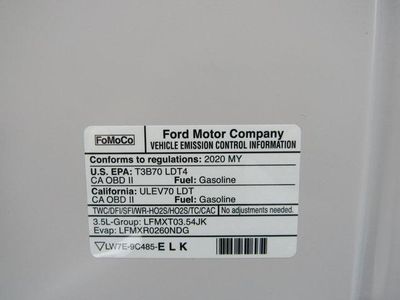 FoMoCo
Ford Motor Company
VEHICLE EMISSION CONTROL INFORMATION
Conforms to regulations: 2020 MY
U.S. EPA: T3B70 LDT4
CA OBD II Fuel: Gasoline
California: ULEV70 LDT
CA OBD II Fuel: Gasoline
TWC/DFI/SFI/WR-HO2S/HO2S/TC/CAC No adjustments needed.
3.5L-Group: LFMXT03.54JK
Evap: LFMXR0260NDG
LW7E-9C485-E L K